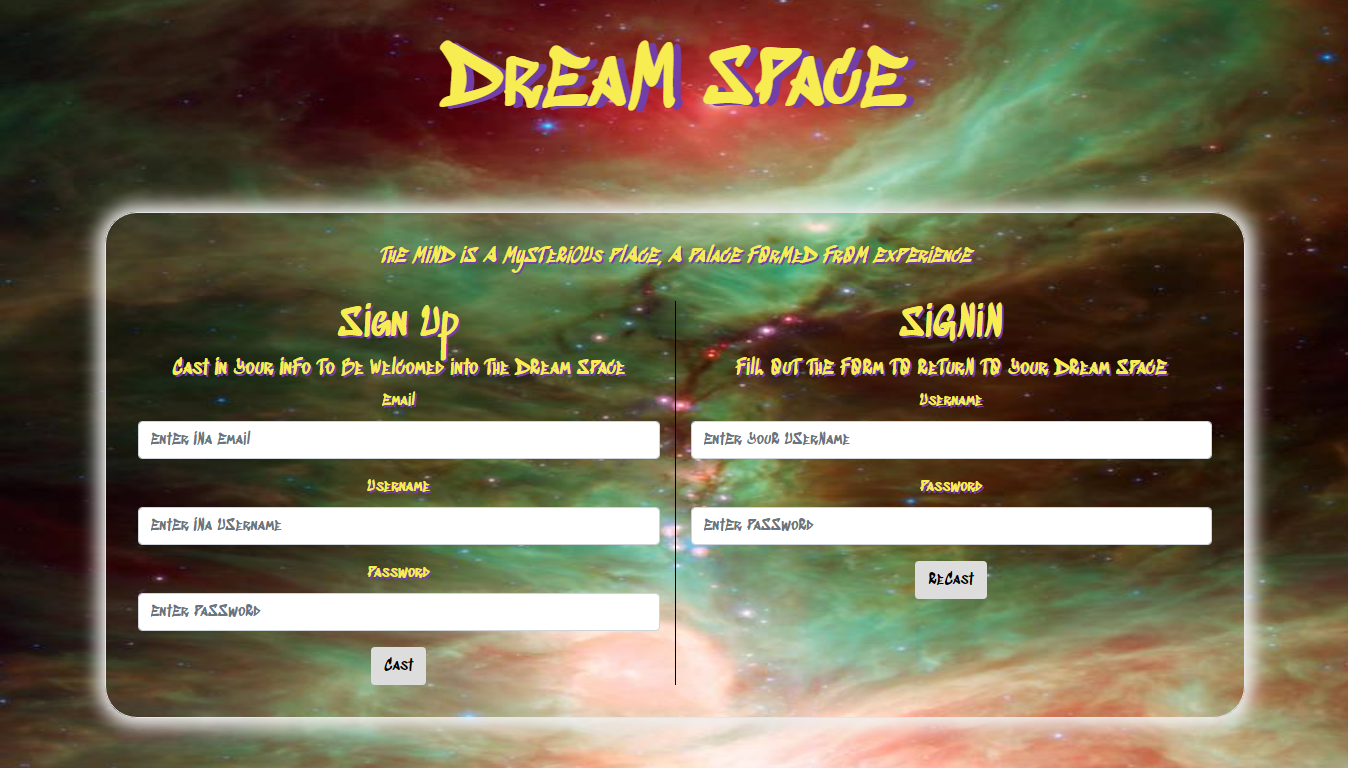 Dream Space
The Mind is a Mysterious Place, a palace formed from experience
Sign Up
Cast in your info to be welcomed into the Dream Space
Email
Enter ina email
Username
Enter ina username
Password
Enter password
Cast
Signin
Fill out the form to return to your Dream Space
Username
Enter your username
Password
Enter password
ReCast